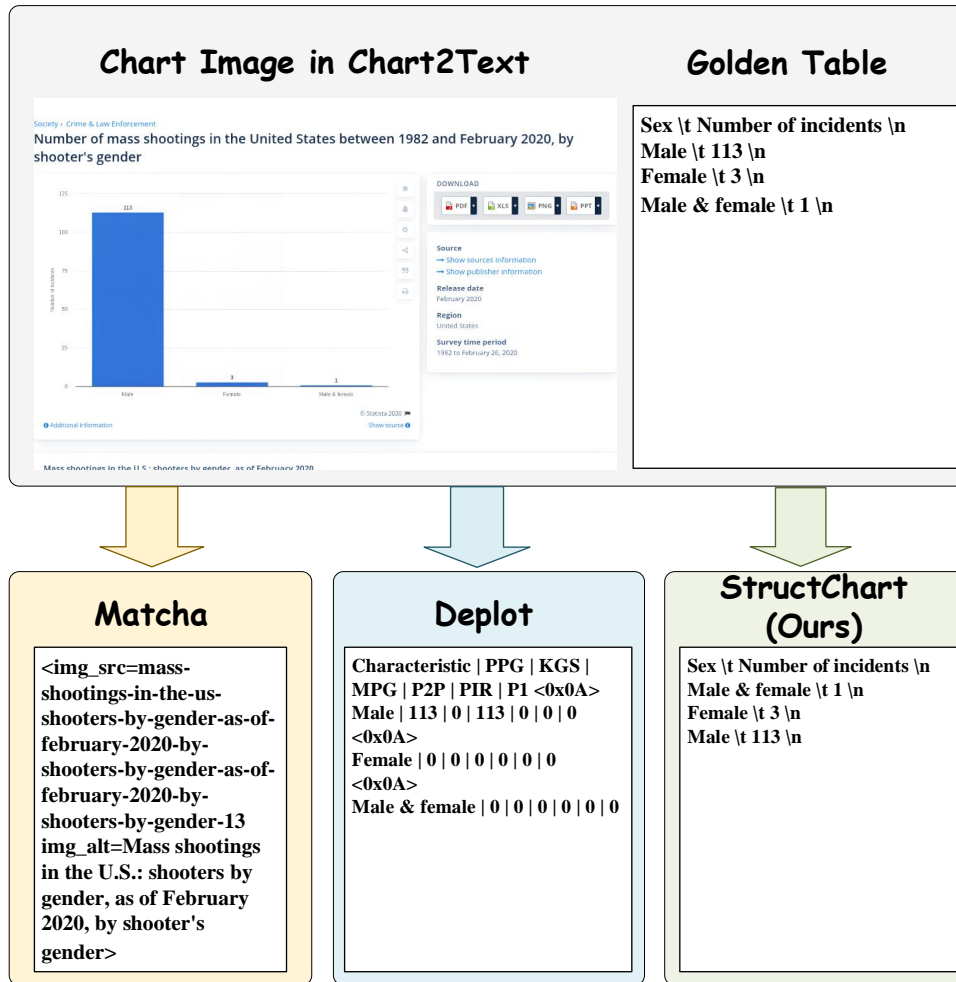 Chart Image in Chart2Text
Golden Table
Society › Crime & Law Enforcement
Number of mass shootings in the United States between 1982 and February 2020, by
shooter's gender
125
100
75
50
25
0
Number of incidents
113
3
1
Male
Female
Male & female
© Statista 2020
Additional Information
Show source
DOWNLOAD
PDF
XLS
PNG
PPT
Source
→ Show sources information
→ Show publisher information
Release date
February 2020
Region
United States
Survey time period
1982 to February 26, 2020
Mass shootings in the U.S.: shooters by gender, as of February 2020
Sex \t Number of incidents \n
Male \t 113 \n
Female \t 3 \n
Male & female \t 1 \n
Matcha
<img_src=mass-
shootings-in-the-us-
shooters-by-gender-as-of-
february-2020-by-
shooters-by-gender-as-of-
february-2020-by-
shooters-by-gender-13
img_alt=Mass shootings
in the U.S.: shooters by
gender, as of February
2020, by shooter's
gender>
Deplot
Characteristic | PPG | KGS |
MPG | P2P | PIR | P1 <0x0A>
Male | 113 | 0 | 113 | 0 | 0 | 0
<0x0A>
Female | 0 | 0 | 0 | 0 | 0 | 0
<0x0A>
Male & female | 0 | 0 | 0 | 0 | 0 | 0
StructChart
(Ours)
Sex \t Number of incidents \n
Male & female \t 1 \n
Female \t 3 \n
Male \t 113 \n